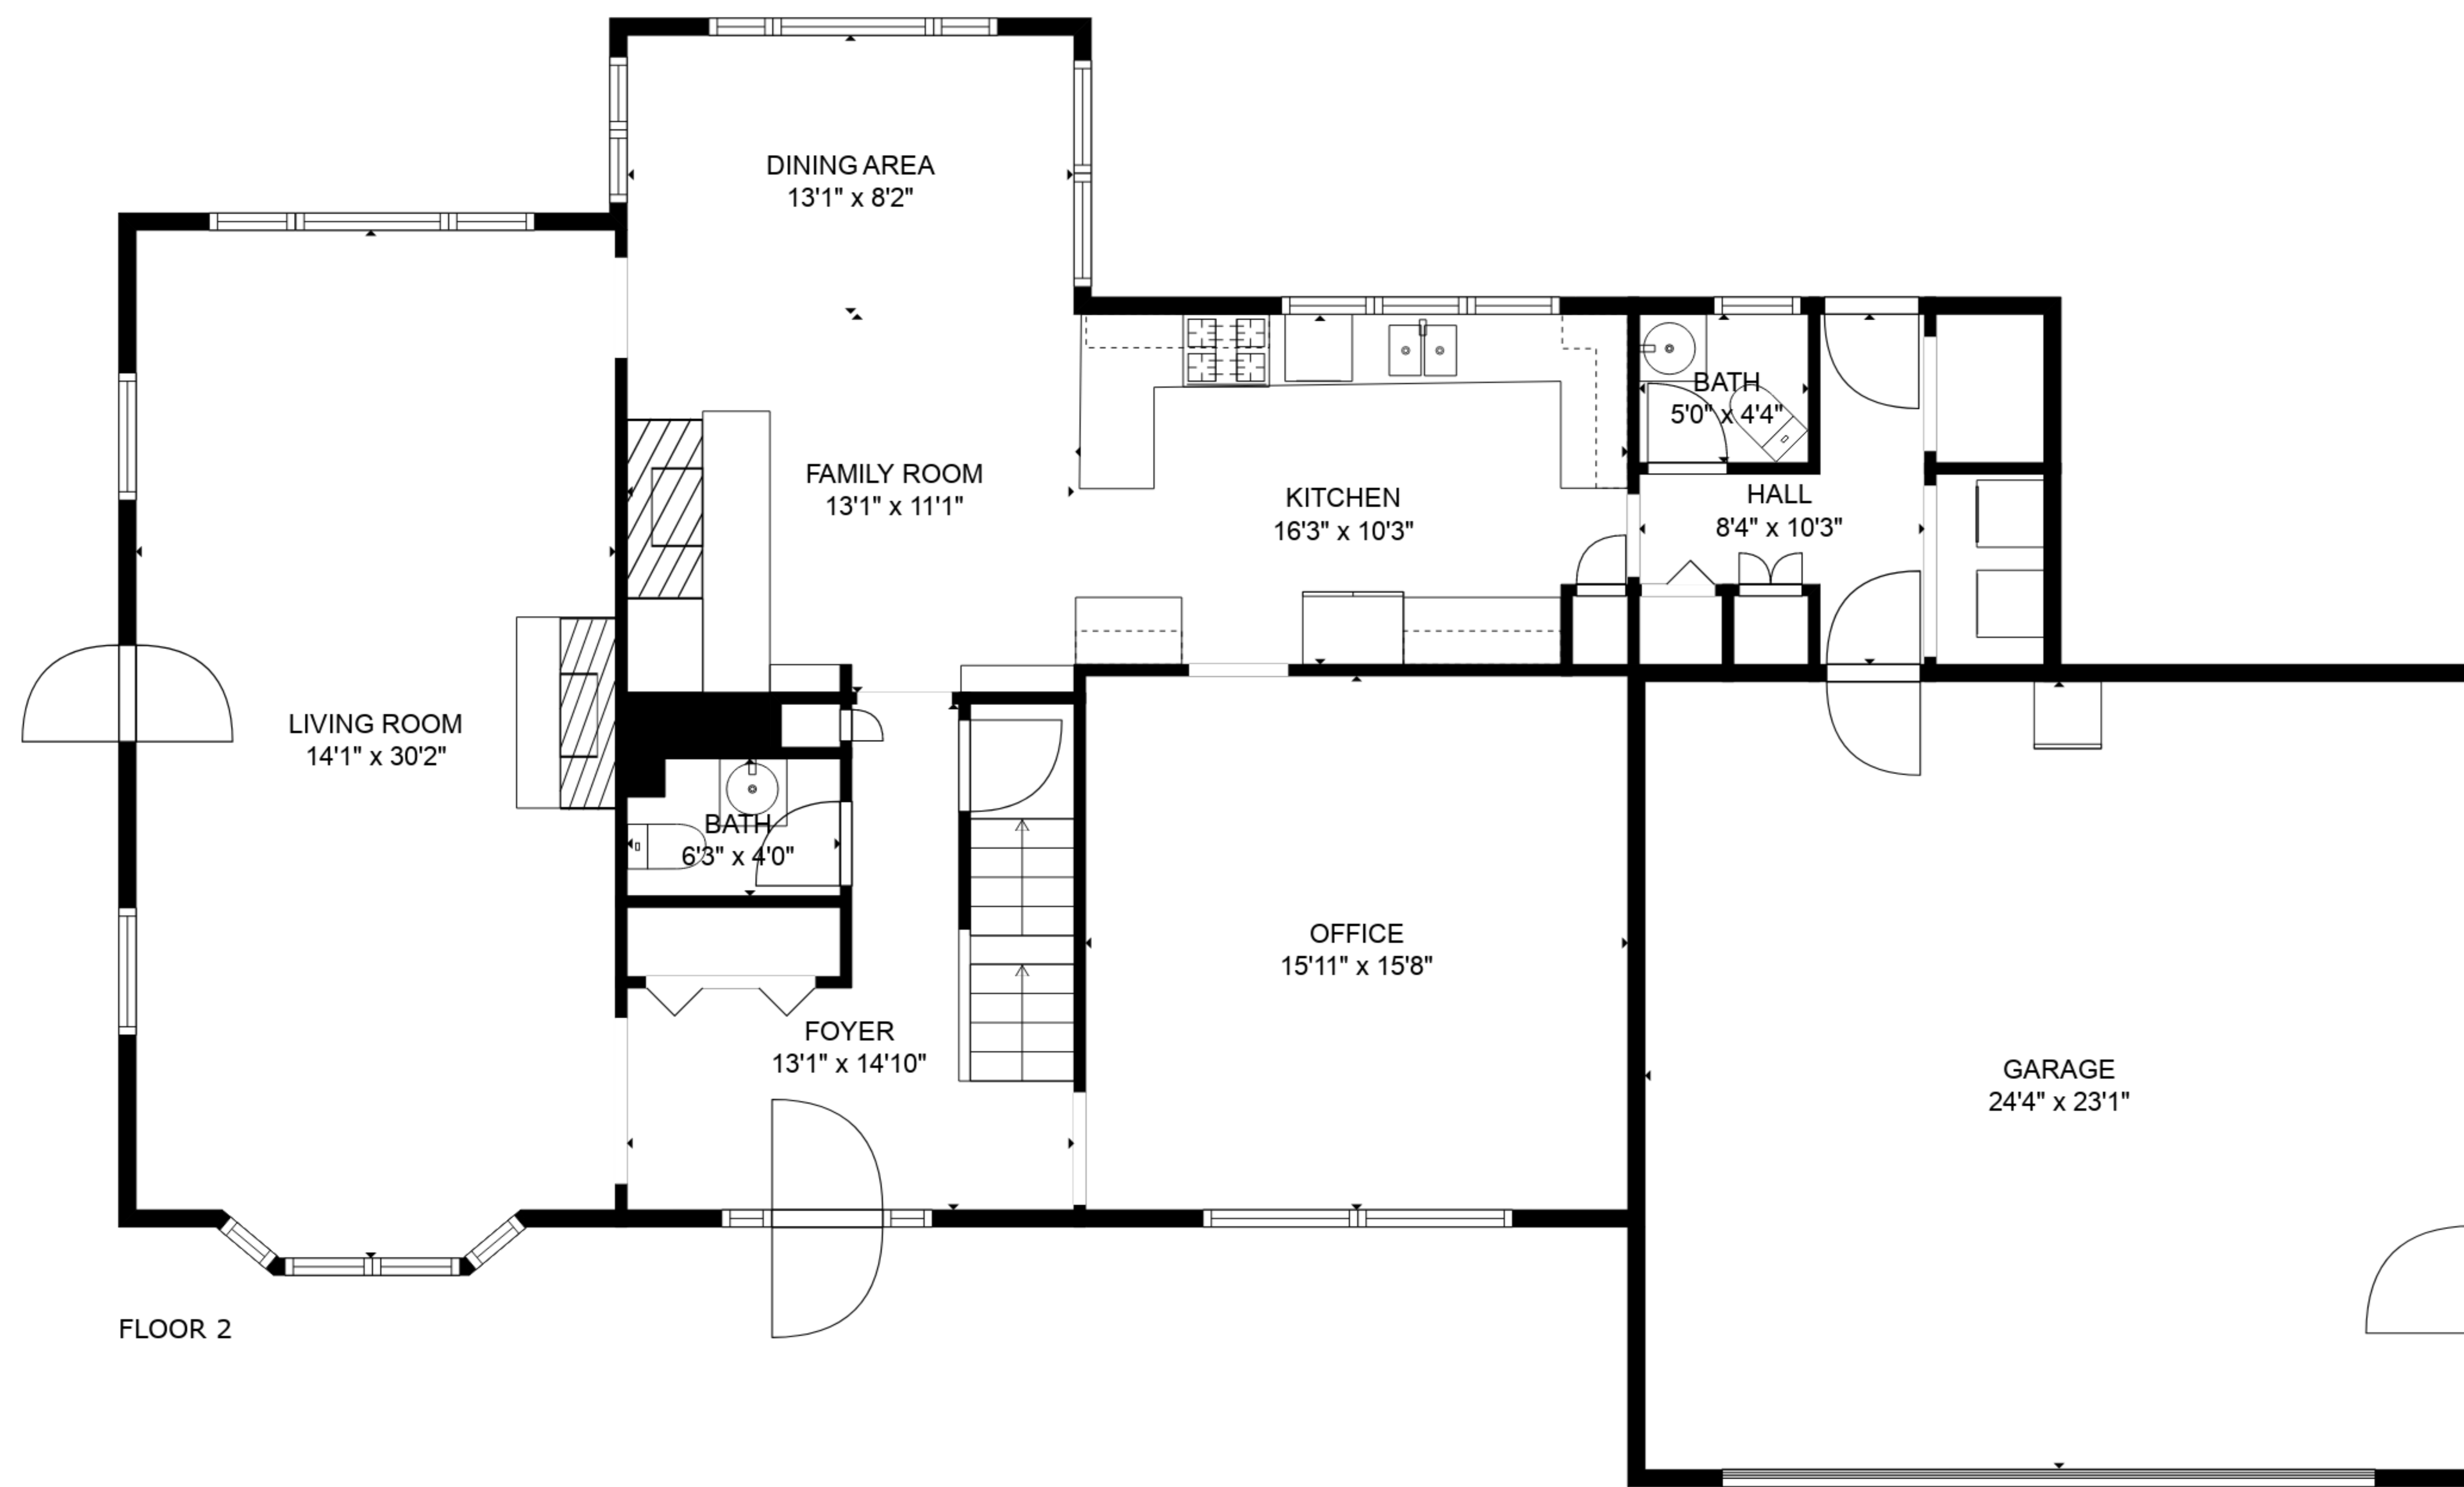 DINING AREA
13'1" x 8'2"
BATH
5'0" x 4'4"
FAMILY ROOM
13'1" x 11'1"
KITCHEN
16'3" x 10'3"
HALL
8'4" x 10'3"
LIVING ROOM
14'1" x 30'2"
BATH
6'3" x 4'0"
OFFICE
15'11" x 15'8"
FOYER
13'1" x 14'10"
GARAGE
24'4" x 23'1"
FLOOR 2